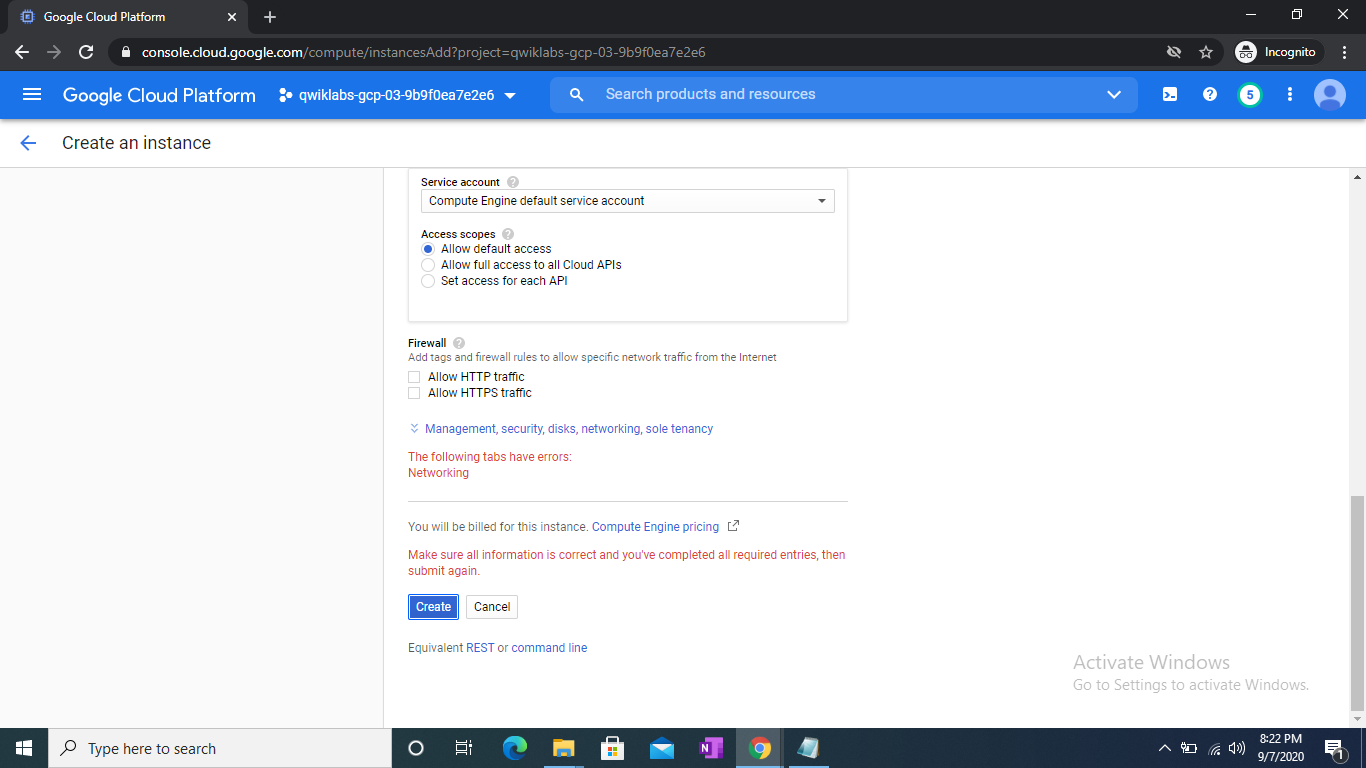 Google Cloud Platform
console.cloud.google.com/compute/instancesAdd?project=qwiklabs-gcp-03-9b9f0ea7e2e6
Incognito
Google Cloud Platform
qwiklabs-gcp-03-9b9f0ea7e2e6
Search products and resources
5
Create an instance
Service account
Compute Engine default service account
Access scopes
Allow default access
Allow full access to all Cloud APIs
Set access for each API
Firewall
Add tags and firewall rules to allow specific network traffic from the Internet
Allow HTTP traffic
Allow HTTPS traffic
Management, security, disks, networking, sole tenancy
The following tabs have errors:
Networking
You will be billed for this instance. Compute Engine pricing
Make sure all information is correct and you've completed all required entries, then
submit again.
Create Cancel
Equivalent REST or command line
Activate Windows
Go to Settings to activate Windows.
Type here to search
N
8:22 PM
9/7/2020
1